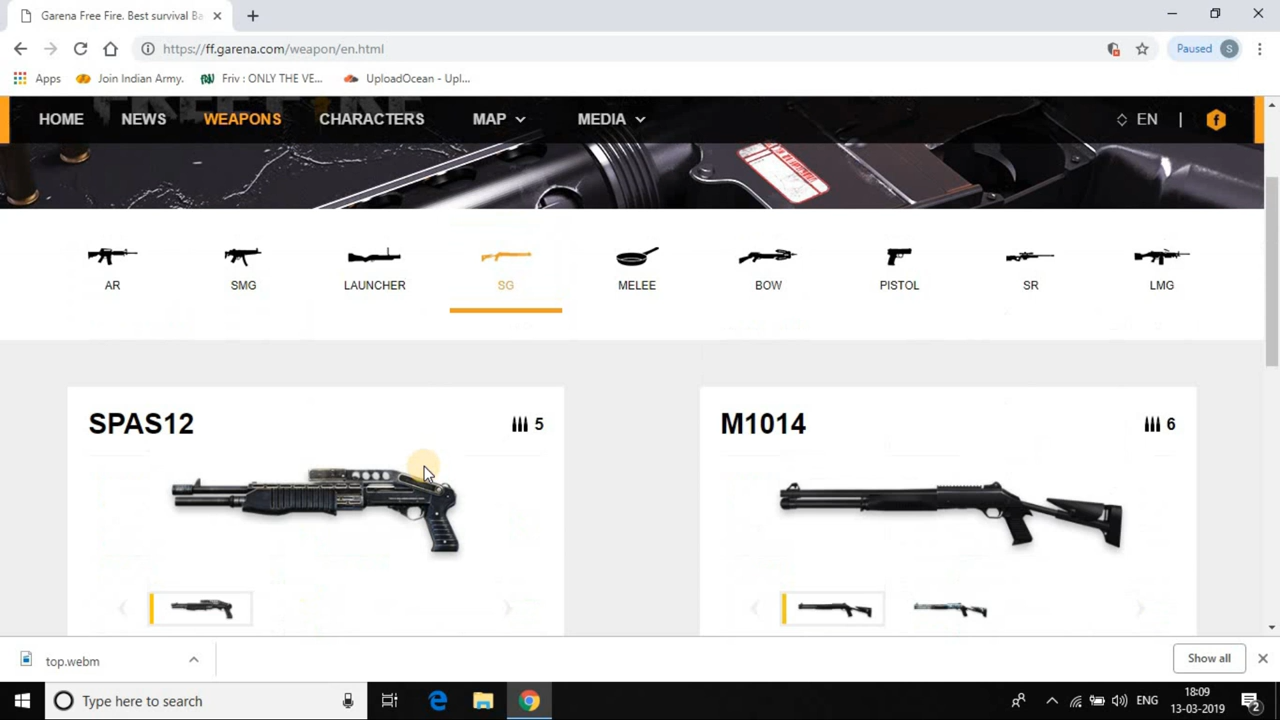 Garena Free Fire. Best survival Ba
https://ff.garena.com/weapon/en.html
Paused S
Apps Join Indian Army. Friv : ONLY THE VE... UploadOcean - Upl...
FREE FIRE
HOME NEWS WEAPONS CHARACTERS MAP MEDIA EN | f
AR SMG LAUNCHER SG MELEE BOW PISTOL SR LMG
SPAS12 5 M1014 6
top.webm Show all
Type here to search
ENG
18:09
13-03-2019
2